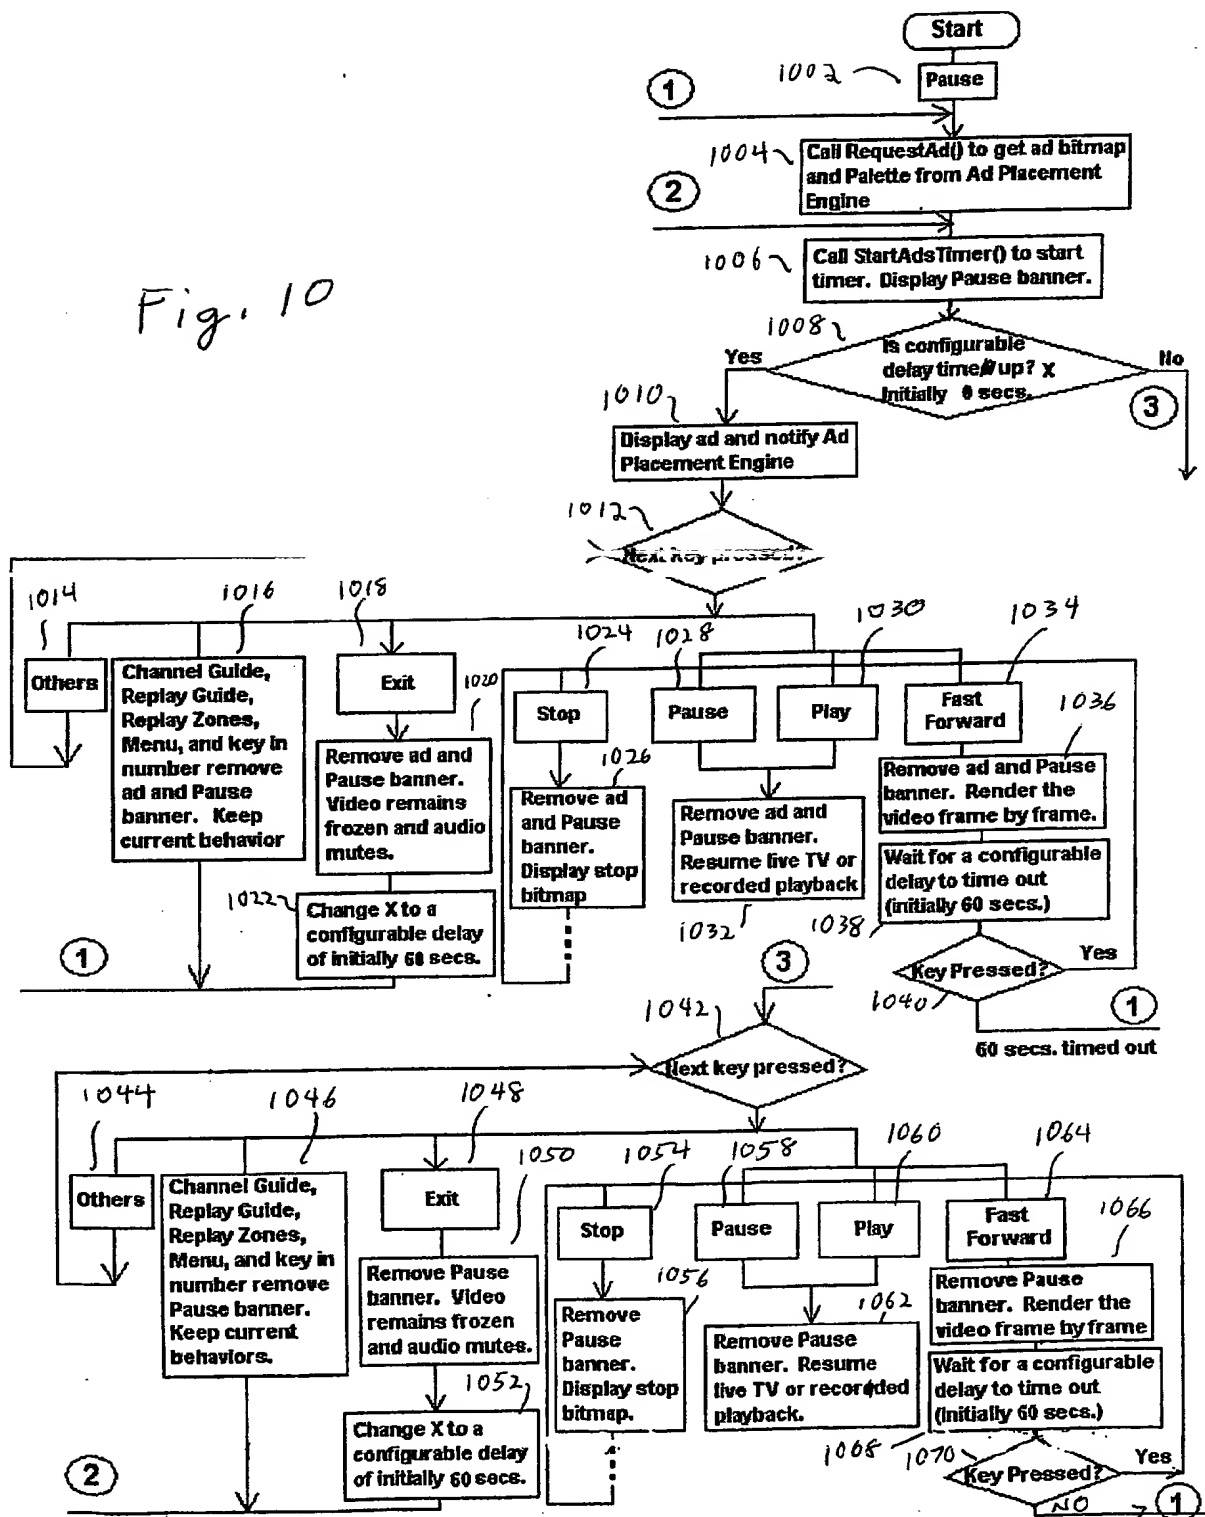 Start
1002
Pause
1
1004
Call RequestAd() to get ad bitmap
and Palette from Ad Placement
Engine
2
1006
Call StartAdsTimer() to start
timer. Display Pause banner.
Fig. 10
1008
Is configurable
delay time up? X
Initially 0 secs.
Yes
No
3
1010
Display ad and notify Ad
Placement Engine
1012
Next key pressed?
1014
Others
1016
Channel Guide,
Replay Guide,
Replay Zones,
Menu, and key in
number remove
ad and Pause
banner. Keep
current behavior
1018
Exit
1020
Remove ad and
Pause banner.
Video remains
frozen and audio
mutes.
1022
Change X to a
configurable delay
of initially 60 secs.
1
1024
Stop
1026
Remove ad
and Pause
banner.
Display stop
bitmap
1028
Pause
1030
Play
Remove ad and
Pause banner.
Resume live TV or
recorded playback
1032
1034
Fast
Forward
1036
Remove ad and Pause
banner. Render the
video frame by frame.
Wait for a configurable
delay to time out
(initially 60 secs.)
1038
Key Pressed?
Yes
1040
1
60 secs. timed out
3
1042
Next key pressed?
1044
Others
1046
Channel Guide,
Replay Guide,
Replay Zones,
Menu, and key in
number remove
Pause banner.
Keep current
behaviors.
1048
Exit
1050
Remove Pause
banner. Video
remains frozen
and audio mutes.
1052
Change X to a
configurable delay
of initially 60 secs.
2
1054
Stop
1056
Remove
Pause
banner.
Display stop
bitmap.
1058
Pause
1060
Play
1062
Remove Pause
banner. Resume
live TV or recorded
playback.
1064
Fast
Forward
1066
Remove Pause
banner. Render the
video frame by frame
Wait for a configurable
delay to time out
(Initially 60 secs.)
1068
1070
Key Pressed?
Yes
NO
1